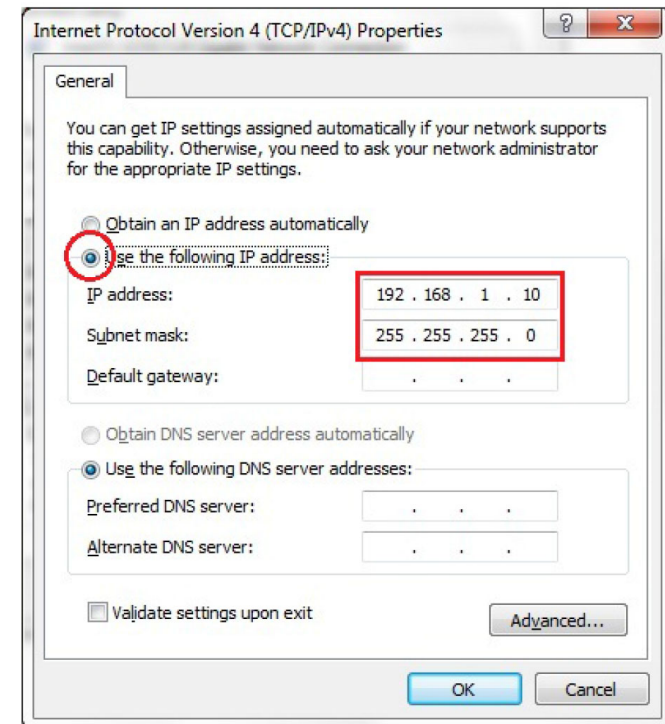 Internet Protocol Version 4 (TCP/IPv4) Properties
General
You can get IP settings assigned automatically if your network supports
this capability. Otherwise, you need to ask your network administrator
for the appropriate IP settings.
Obtain an IP address automatically
Use the following IP address:
IP address: 192 . 168 . 1 . 10
Subnet mask: 255 . 255 . 255 . 0
Default gateway: . . .
Obtain DNS server address automatically
Use the following DNS server addresses:
Preferred DNS server: . . .
Alternate DNS server: . . .
Validate settings upon exit
Advanced...
OK Cancel